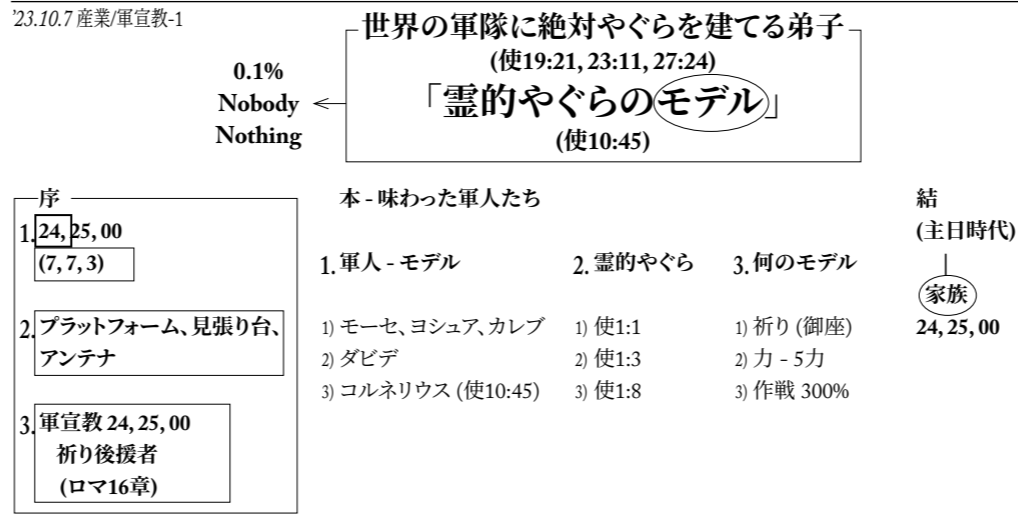 '23.10.7 産業/軍宣教-1
世界の軍隊に絶対やぐらを建てる弟子
(使19:21, 23:11, 27:24)
「霊的やぐらのモデル」
(使10:45)
0.1%
Nobody
Nothing
序
1. 24, 25, 00
(7, 7, 3)
2. プラットフォーム、見張り台、
アンテナ
3. 軍宣教 24, 25, 00
祈り後援者
(ロマ16章)
本 - 味わった軍人たち
1. 軍人 - モデル
1) モーセ、ヨシュア、カレブ
2) ダビデ
3) コルネリウス (使10:45)
2. 霊的やぐら
1) 使1:1
2) 使1:3
3) 使1:8
3. 何のモデル
1) 祈り (御座)
2) 力 - 5力
3) 作戦 300%
結
(主日時代)
家族
24, 25, 00